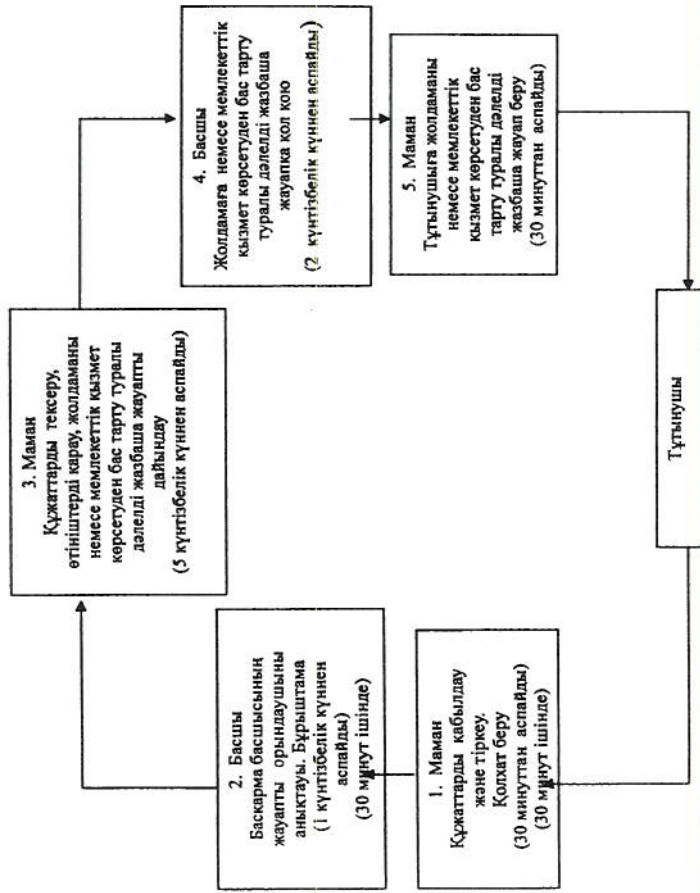 1. Маман
Құжаттарды қабылдау
және тіркеу.
Қолхат беру
(30 минуттан аспайды)
(30 минут ішінде)
2. Басшы
Баскарма басшысының
жауапты орындаушыны
анықтауы. Бұрыштама
(1 күнтізбелік күннен
аспайды)
(30 минут ішінде)
3. Маман
Құжаттарды тексеру,
өтініштерді қарау, жолдаманы
немесе мемлекеттік қызмет
көрсетуден бас тарту туралы
дәлелді жазбаша жауапты
дайындау
(5 күнтізбелік күннен аспайды)
4. Басшы
Жолдамаға немесе мемлекеттік
қызмет көрсетуден бас тарту
туралы дәлелді жазбаша
жауапка кол кою
(2 күнтізбелік күннен аспайды)
5. Маман
Тұтынушыға жолдаманы
немесе мемлекеттік
қызмет көрсетуден бас
тарту туралы дәлелді
жазбаша жауап беру
(30 минуттан аспайды)
Тұтынушы